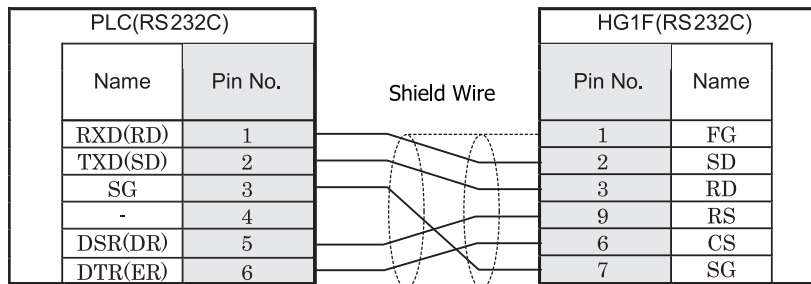 PLC(RS232C) HG1F(RS232C)
Name Pin No. Shield Wire Pin No. Name
RXD(RD) 1 1 FG
TXD(SD) 2 2 SD
SG 3 3 RD
- 4 9 RS
DSR(DR) 5 6 CS
DTR(ER) 6 7 SG